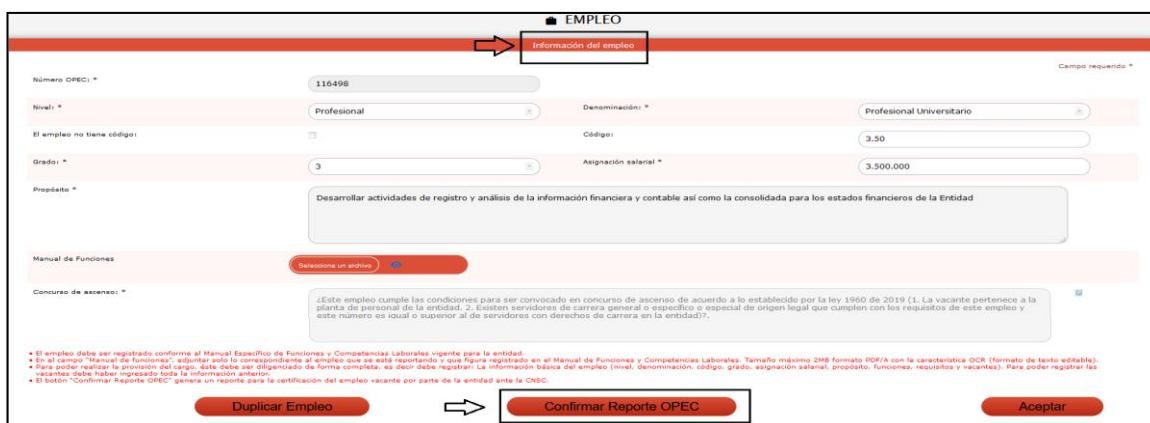 EMPLEO
Información del empleo
Campo requerido *
Número OPEC: *
116498
Nivel: *
Profesional
Denominación: *
Profesional Universitario
El empleo no tiene código:
Código:
3.50
Grado: *
3
Asignación salarial *
3.500.000
Propósito *
Desarrollar actividades de registro y análisis de la información financiera y contable así como la consolidada para los estados financieros de la Entidad
Manual de Funciones
Seleccione un archivo
Concurso de ascenso: *
¿Este empleo cumple las condiciones para ser convocado en concurso de ascenso de acuerdo a lo establecido por la ley 1960 de 2019 (1. La vacante pertenece a la
planta de personal de la entidad. 2. Existen servidores de carrera general o específico o especial de origen legal que cumplen con los requisitos de este empleo y
este número es igual o superior al de servidores con derechos de carrera en la entidad)?.
• El empleo debe ser registrado conforme al Manual Específico de Funciones y Competencias Laborales vigente para la entidad.
• En el campo "Manual de funciones", adjuntar solo lo correspondiente al empleo que se está reportando y que figura registrado en el Manual de Funciones y Competencias Laborales. Tamaño máximo 2MB formato PDF/A con la característica OCR (formato de texto editable).
• Para poder realizar la provisión del cargo, éste debe ser diligenciado de forma completa, es decir debe registrar: La información básica del empleo (nivel, denominación, código, grado, asignación salarial, propósito, funciones, requisitos y vacantes). Para poder registrar las
vacantes debe haber ingresado toda la información anterior.
• El botón "Confirmar Reporte OPEC" genera un reporte para la certificación del empleo vacante por parte de la entidad ante la CNSC.
Duplicar Empleo
Confirmar Reporte OPEC
Aceptar